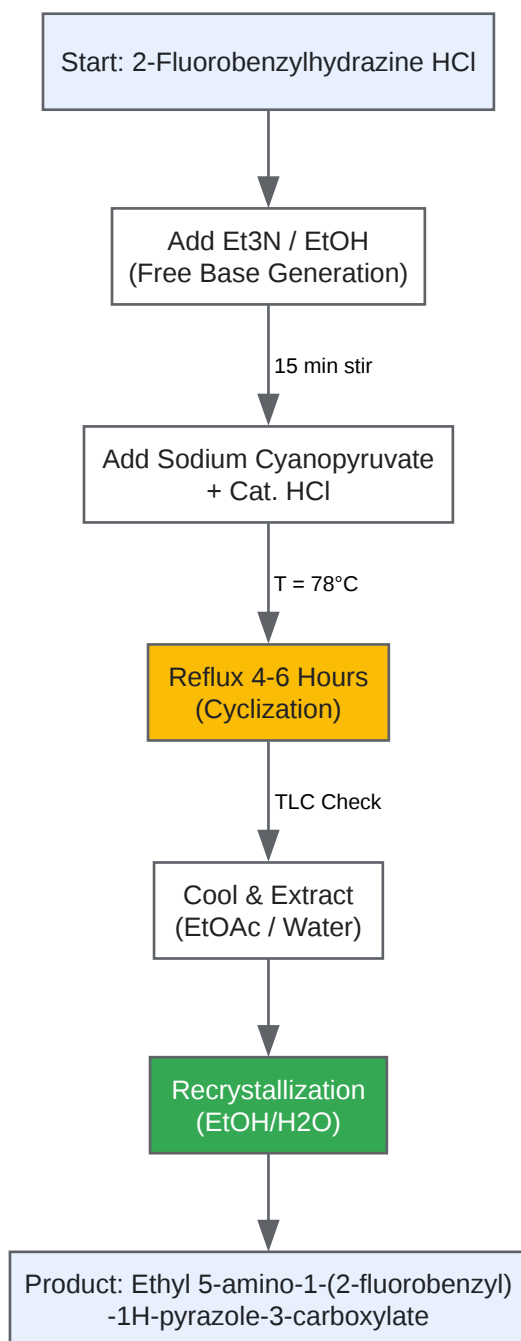 Start: 2-Fluorobenzylhydrazine HCl
Add Et3N / EtOH
(Free Base Generation)
15 min stir
Add Sodium Cyanopyruvate
+ Cat. HCl
T = 78°C
Reflux 4-6 Hours
(Cyclization)
TLC Check
Cool & Extract
(EtOAc / Water)
Recrystallization
(EtOH/H2O)
Product: Ethyl 5-amino-1-(2-fluorobenzyl)
-1H-pyrazole-3-carboxylate